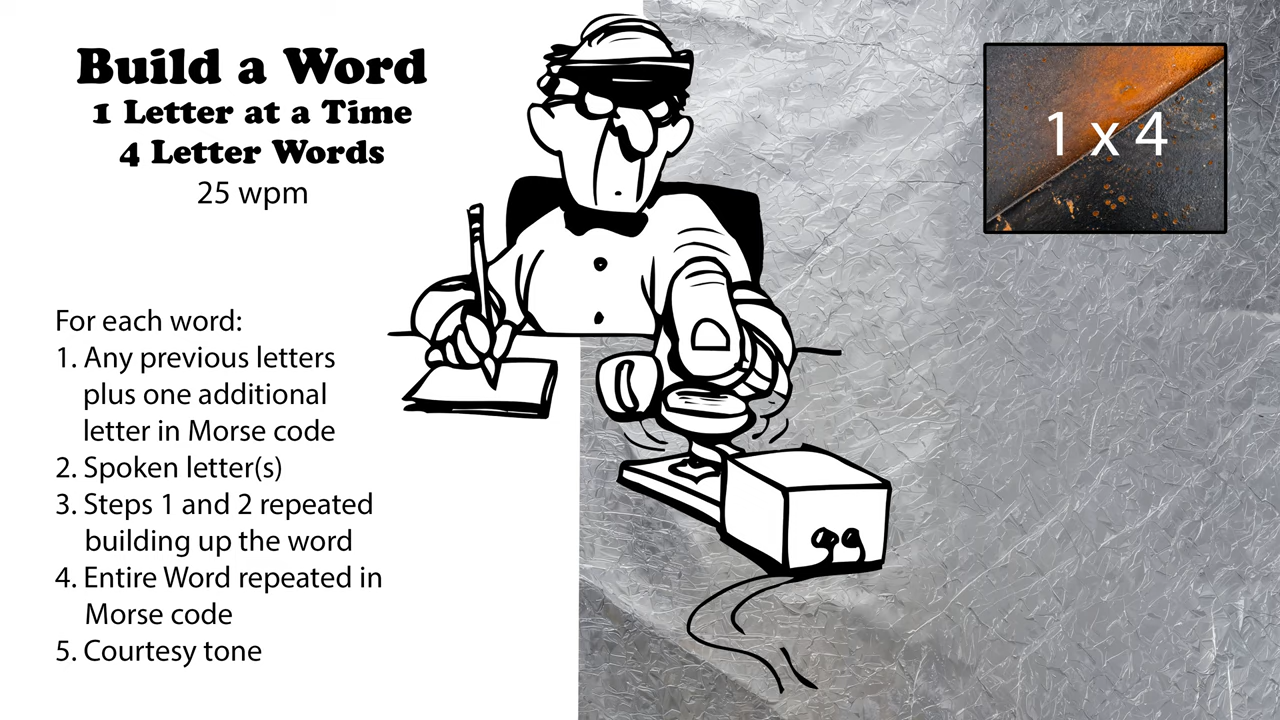 Build a Word
1 Letter at a Time
4 Letter Words
25 wpm
1 x 4
For each word:
1. Any previous letters
plus one additional
letter in Morse code
2. Spoken letter(s)
3. Steps 1 and 2 repeated
building up the word
4. Entire Word repeated in
Morse code
5. Courtesy tone